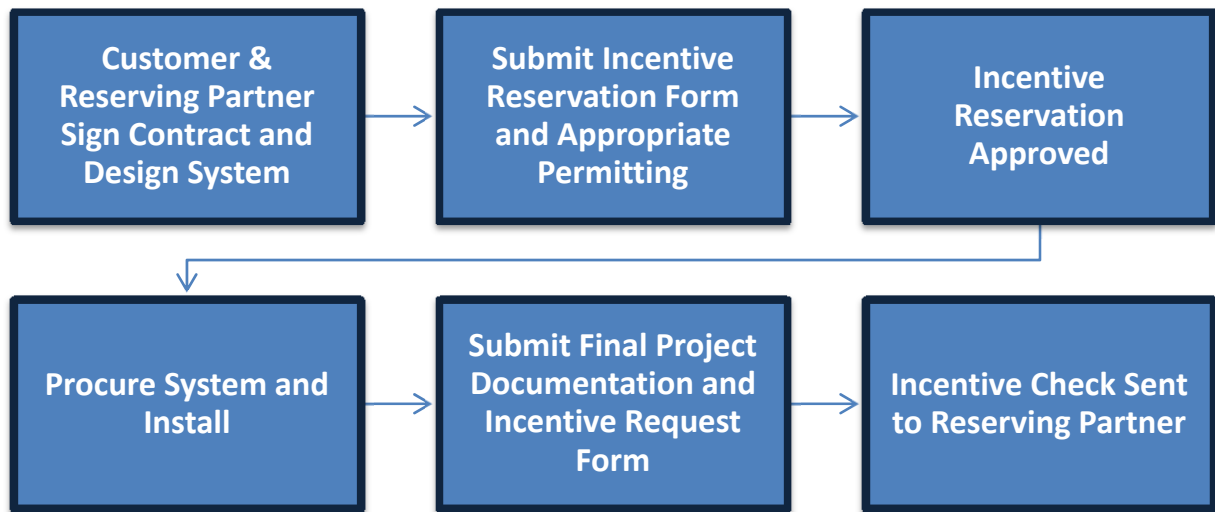 Customer &
Reserving Partner
Sign Contract and
Design System
Submit Incentive
Reservation Form
and Appropriate
Permitting
Incentive
Reservation
Approved
Procure System and
Install
Submit Final Project
Documentation and
Incentive Request
Form
Incentive Check Sent
to Reserving Partner